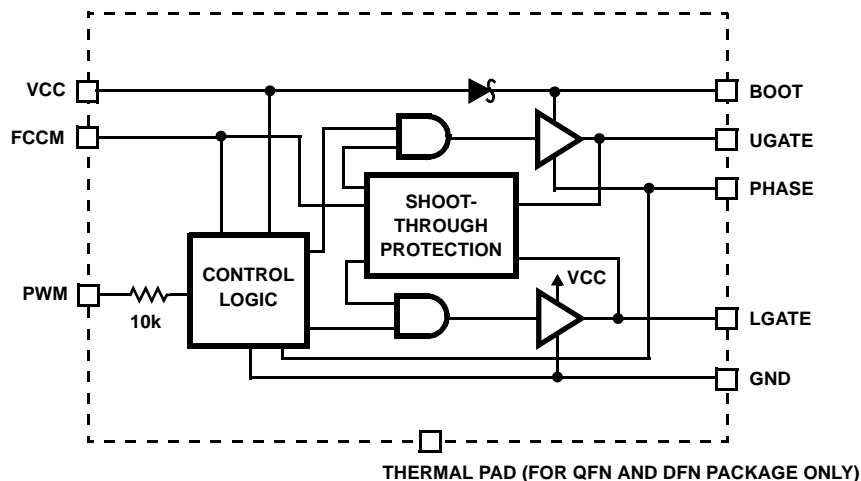 VCC
BOOT
FCCM
UGATE
PHASE
SHOOT-
THROUGH
PROTECTION
CONTROL
LOGIC
VCC
PWM
10k
LGATE
GND
THERMAL PAD (FOR QFN AND DFN PACKAGE ONLY)